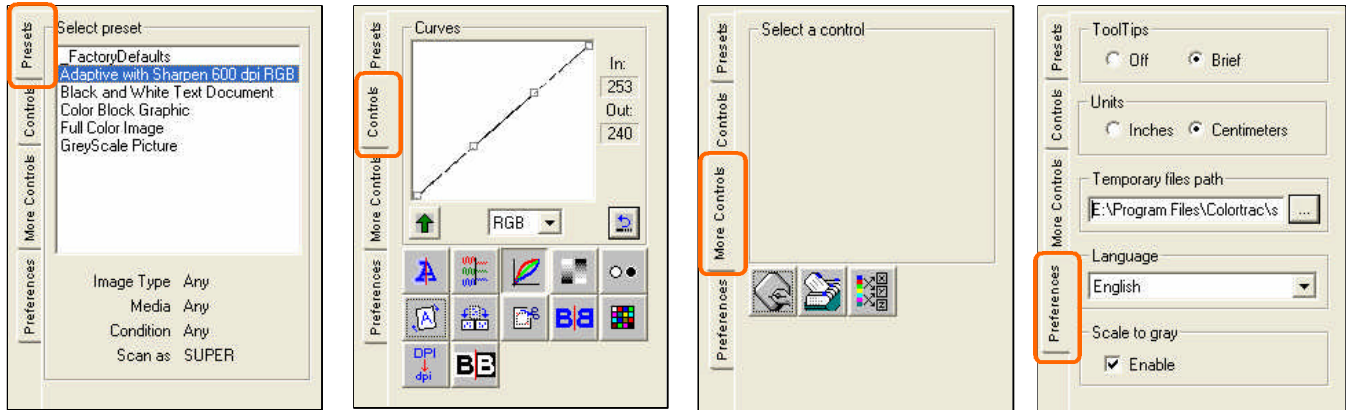 Presets
Controls
More Controls
Preferences
Select preset
_FactoryDefaults
Adaptive with Sharpen 600 dpi RGB
Black and White Text Document
Color Block Graphic
Full Color Image
GreyScale Picture
Image Type Any
Media Any
Condition Any
Scan as SUPER
Presets
Controls
More Controls
Preferences
Curves
In:
253
Out:
240
RGB
A
A
BB
DPI
dpi
BB
Presets
Controls
More Controls
Preferences
Select a control
Presets
Controls
More Controls
Preferences
ToolTips
Off Brief
Units
Inches Centimeters
Temporary files path
E:\Program Files\Colortrac\s ...
Language
English
Scale to gray
Enable